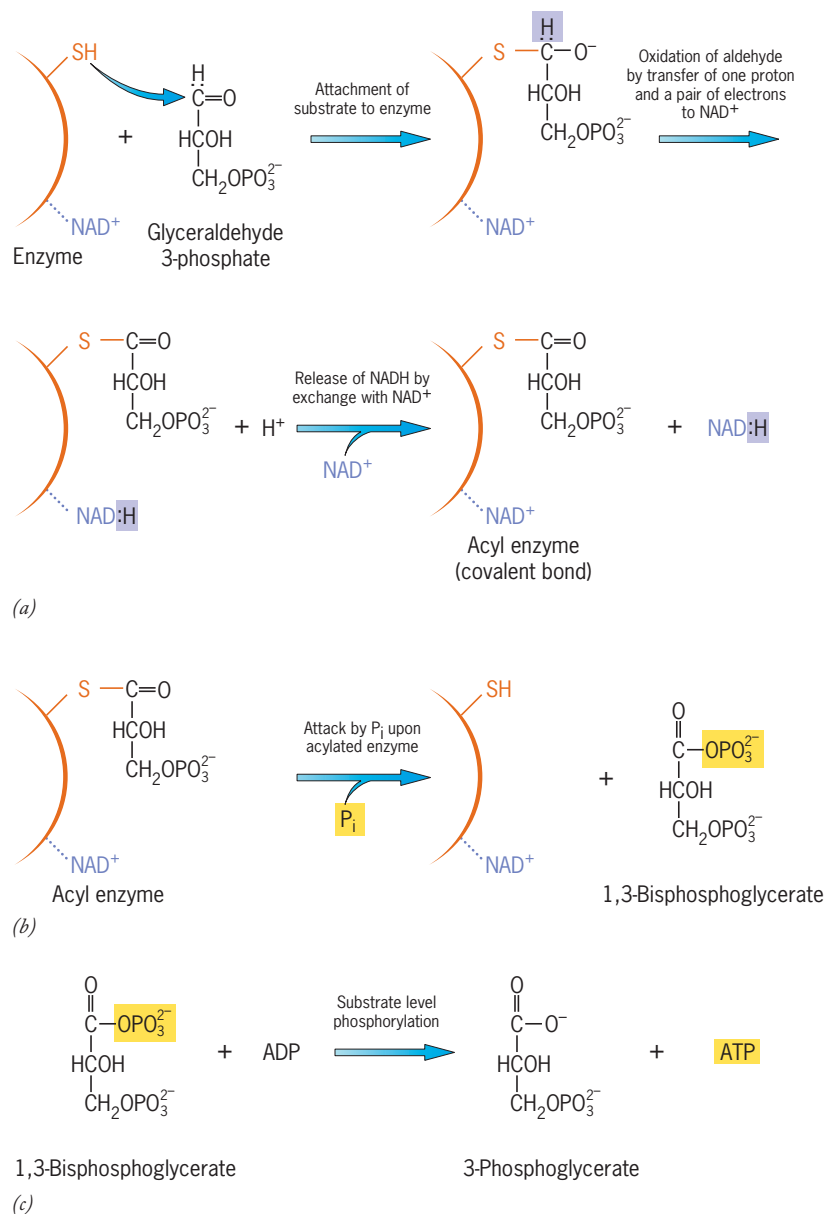 SH
H
C=O
HCOH
CH2OPO3^2−
+
NAD+
Enzyme
Glyceraldehyde
3-phosphate
Attachment of
substrate to enzyme
H
S—C—O−
HCOH
CH2OPO3^2−
NAD+
Oxidation of aldehyde
by transfer of one proton
and a pair of electrons
to NAD+
S—C=O
HCOH
CH2OPO3^2−
NAD:H
+ H+
Release of NADH by
exchange with NAD+
NAD+
S—C=O
HCOH
CH2OPO3^2−
NAD+
Acyl enzyme
(covalent bond)
+
NAD:H
(a)
S—C=O
HCOH
CH2OPO3^2−
NAD+
Acyl enzyme
Attack by Pi upon
acylated enzyme
Pi
SH
NAD+
+
O
C—OPO3^2−
HCOH
CH2OPO3^2−
1,3-Bisphosphoglycerate
(b)
O
C—OPO3^2−
HCOH
CH2OPO3^2−
1,3-Bisphosphoglycerate
+ ADP
Substrate level
phosphorylation
O
C—O−
HCOH
CH2OPO3^2−
3-Phosphoglycerate
+
ATP
(c)